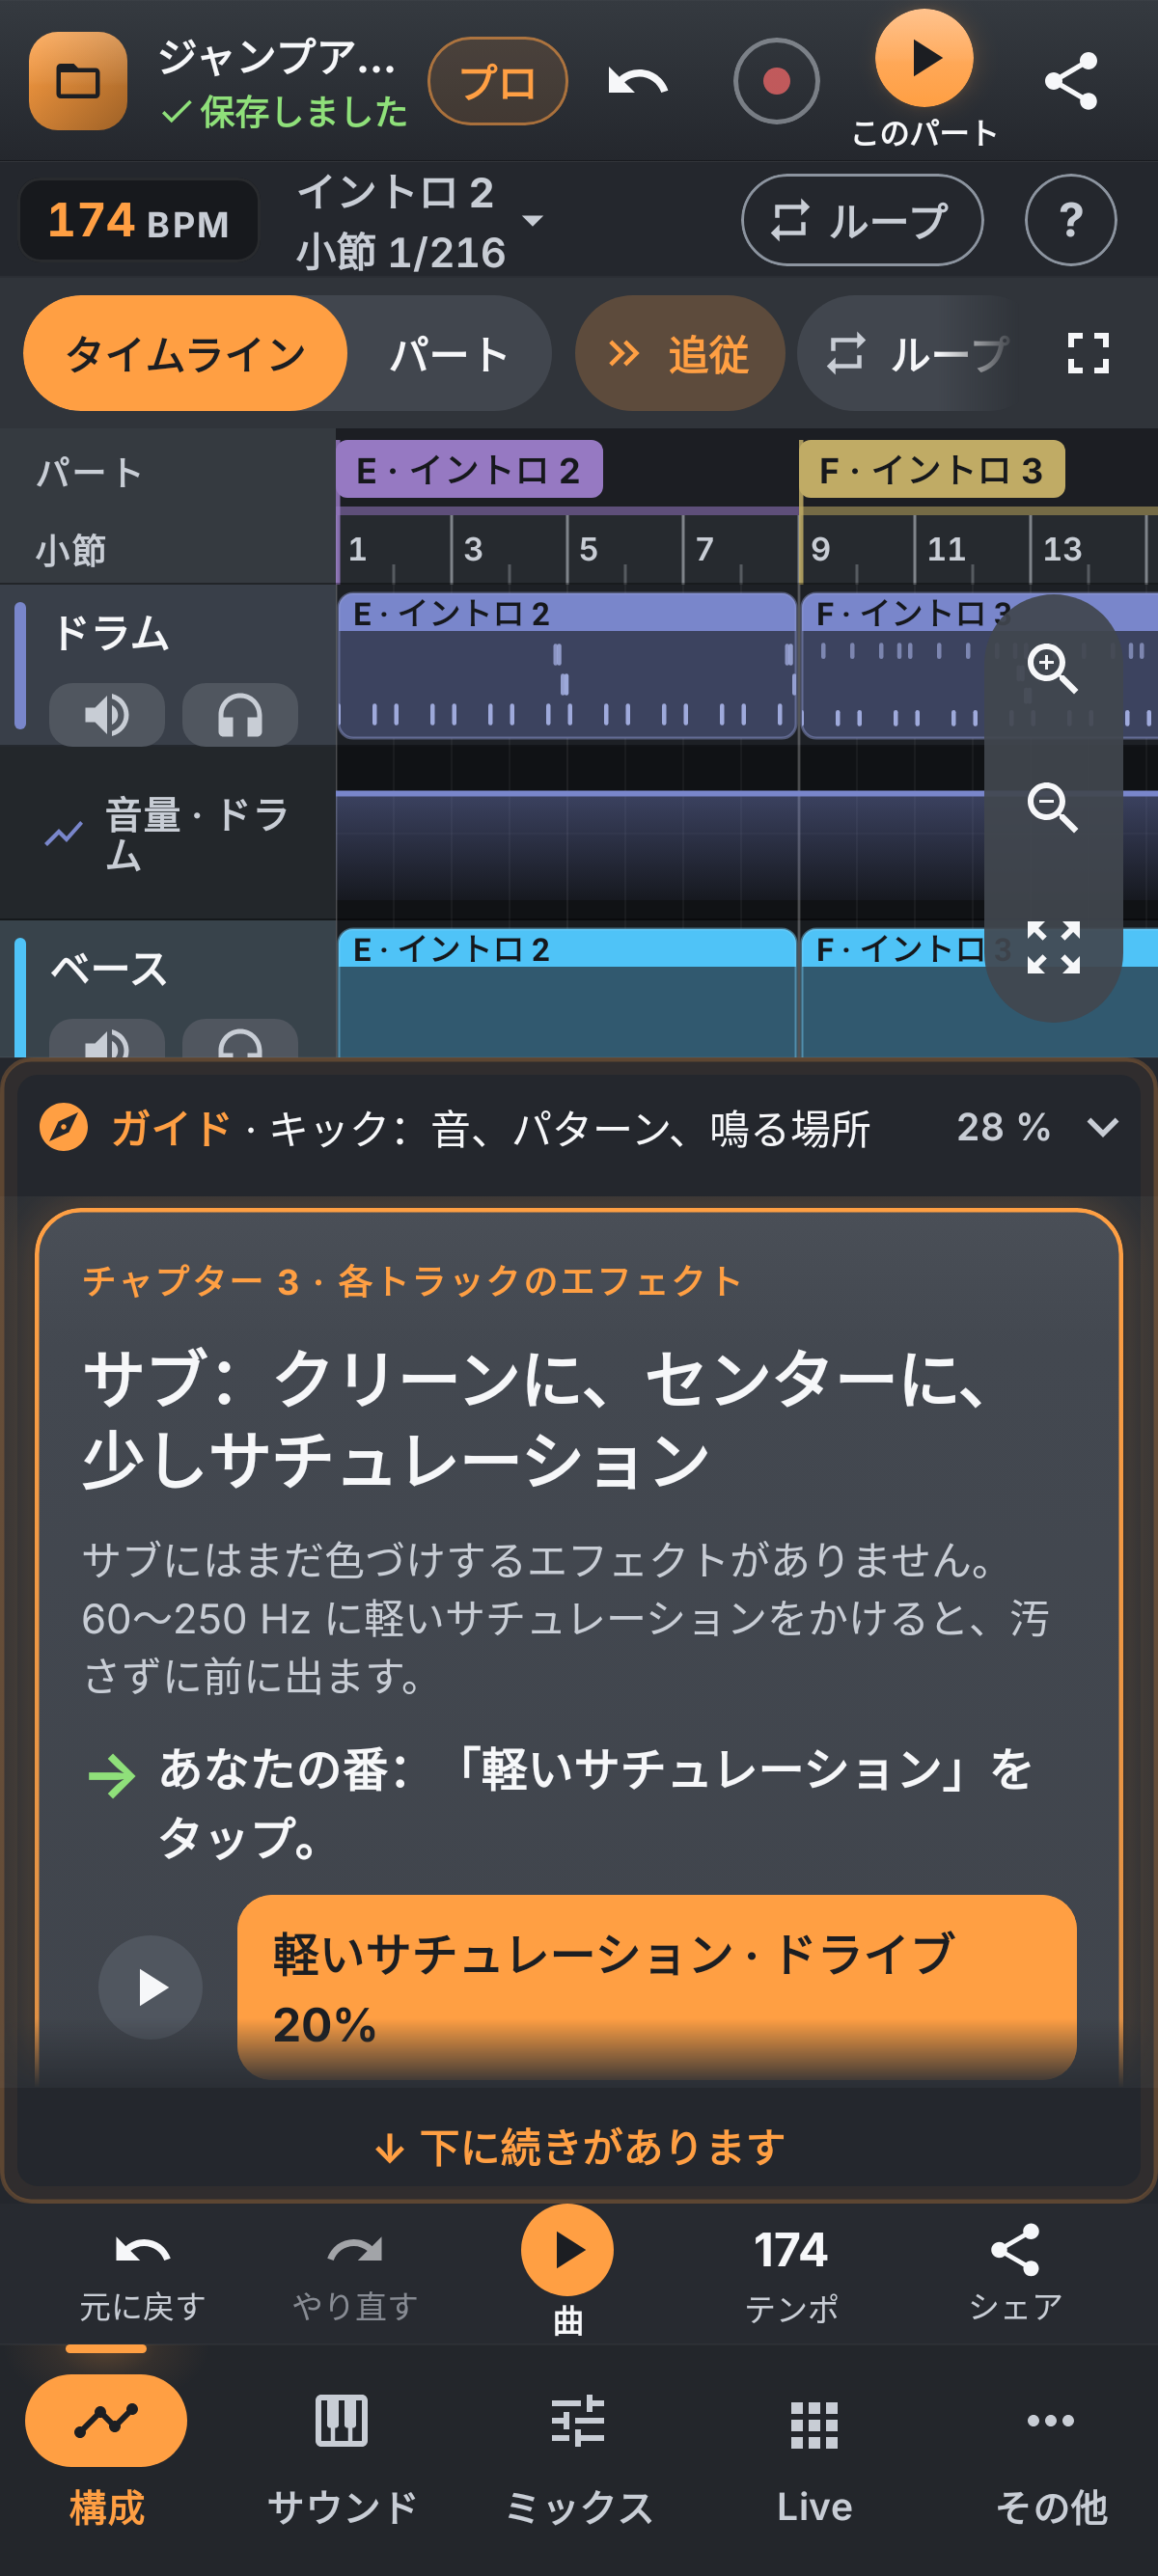 ジャンプア...
保存しました
プロ
このパート
174 BPM
イントロ 2
小節 1/216
ループ
?
タイムライン
パート
追従
ループ
パート
E · イントロ 2
F · イントロ 3
小節
1
3
5
7
9
11
13
ドラム
E · イントロ 2
F · イントロ 3
音量 · ドラ
ム
ベース
E · イントロ 2
F · イントロ 3
ガイド · キック：音、パターン、鳴る場所
28 %
チャプター 3 · 各トラックのエフェクト
サブ：クリーンに、センターに、
少しサチュレーション
サブにはまだ色づけするエフェクトがありません。
60〜250 Hz に軽いサチュレーションをかけると、汚
さずに前に出ます。
あなたの番：「軽いサチュレーション」を
タップ。
軽いサチュレーション · ドライブ
20%
↓ 下に続きがあります
元に戻す
やり直す
曲
174
テンポ
シェア
構成
サウンド
ミックス
Live
その他